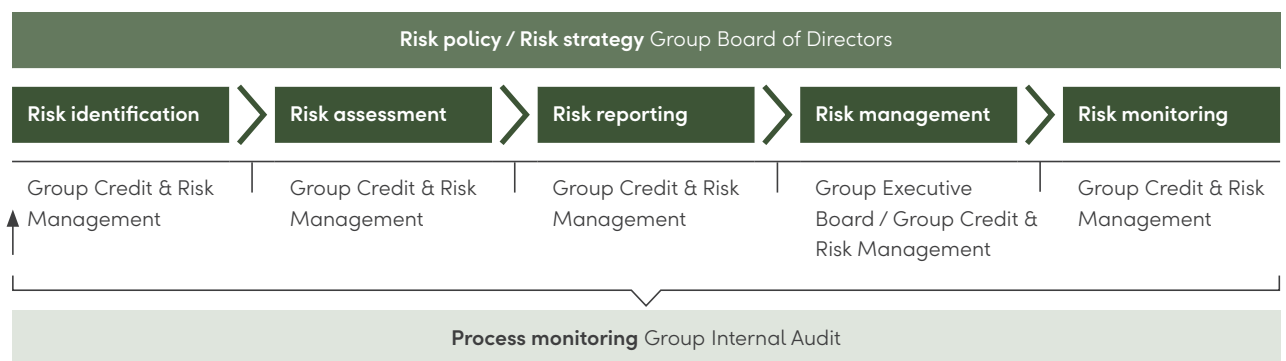 Risk policy / Risk strategy Group Board of Directors
Risk identification
Risk assessment
Risk reporting
Risk management
Risk monitoring
Group Credit & Risk
Management
Group Credit & Risk
Management
Group Credit & Risk
Management
Group Executive
Board / Group Credit &
Risk Management
Group Credit & Risk
Management
Process monitoring Group Internal Audit